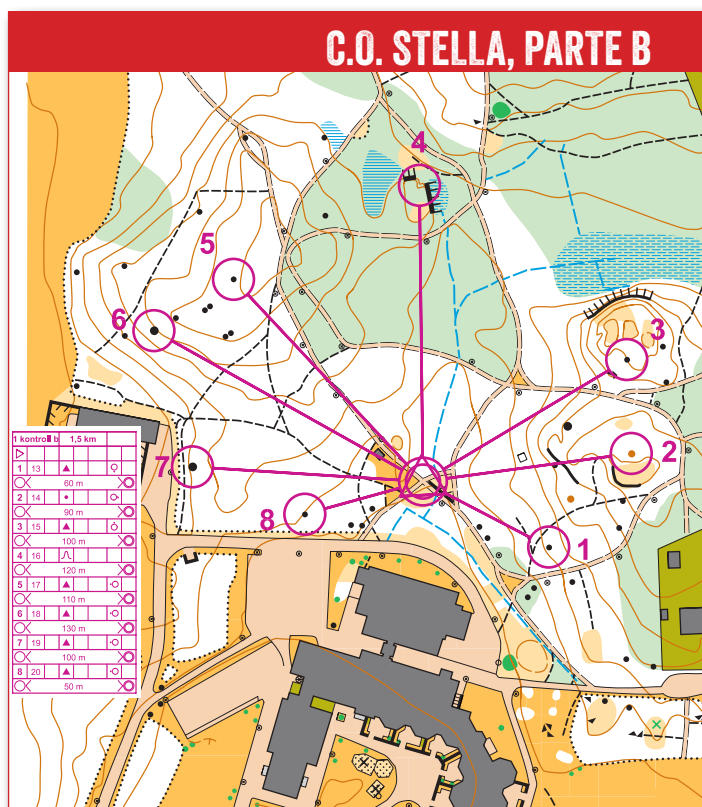 C.O. STELLA, PARTE B
4
5
6
3
7
2
8
1
1 kontroll b 1,5 km
1 13
60 m
2 14
90 m
3 15
100 m
4 16
120 m
5 17
110 m
6 18
130 m
7 19
100 m
8 20
50 m